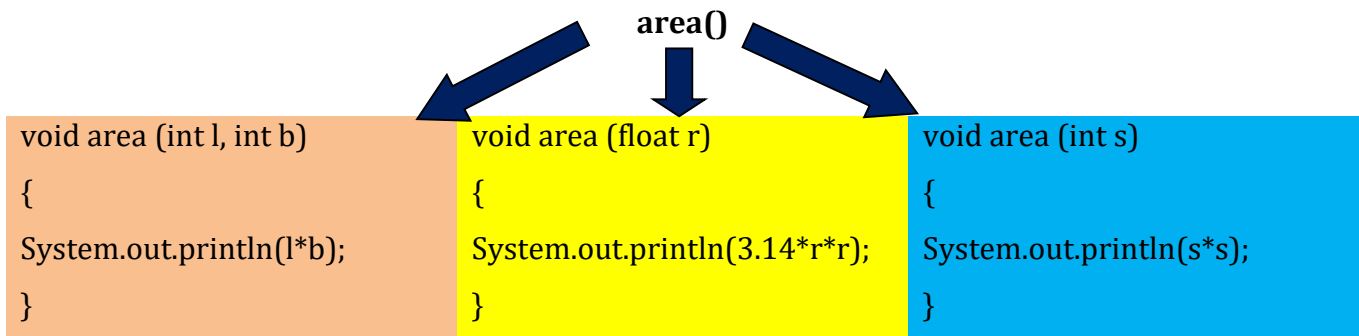 area()
void area (int l, int b)
{
System.out.println(l*b);
}
void area (float r)
{
System.out.println(3.14*r*r);
}
void area (int s)
{
System.out.println(s*s);
}